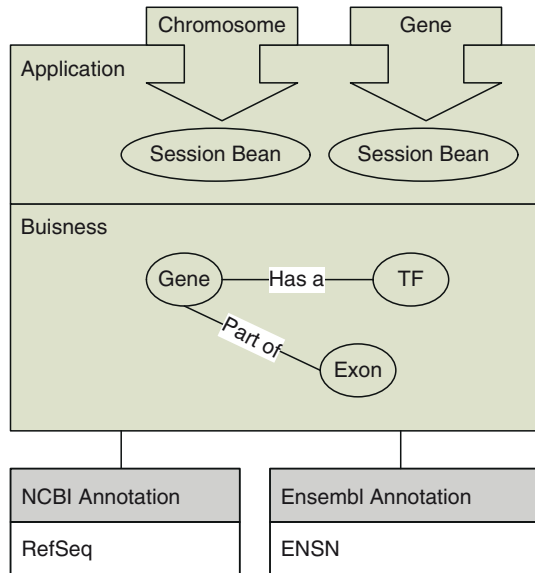 Chromosome
Gene
Application
Session Bean
Session Bean
Buisness
Gene
Has a
TF
Part of
Exon
NCBI Annotation
Ensembl Annotation
RefSeq
ENSN